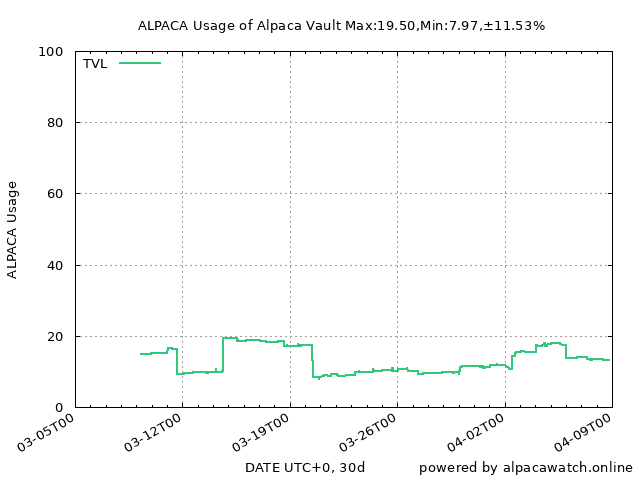 ALPACA Usage of Alpaca Vault Max:19.50,Min:7.97,±11.53%
100
TVL
80
60
ALPACA Usage
40
20
0
03-05T00 03-12T00 03-19T00 03-26T00 04-02T00 04-09T00
DATE UTC+0, 30d powered by alpacawatch.online